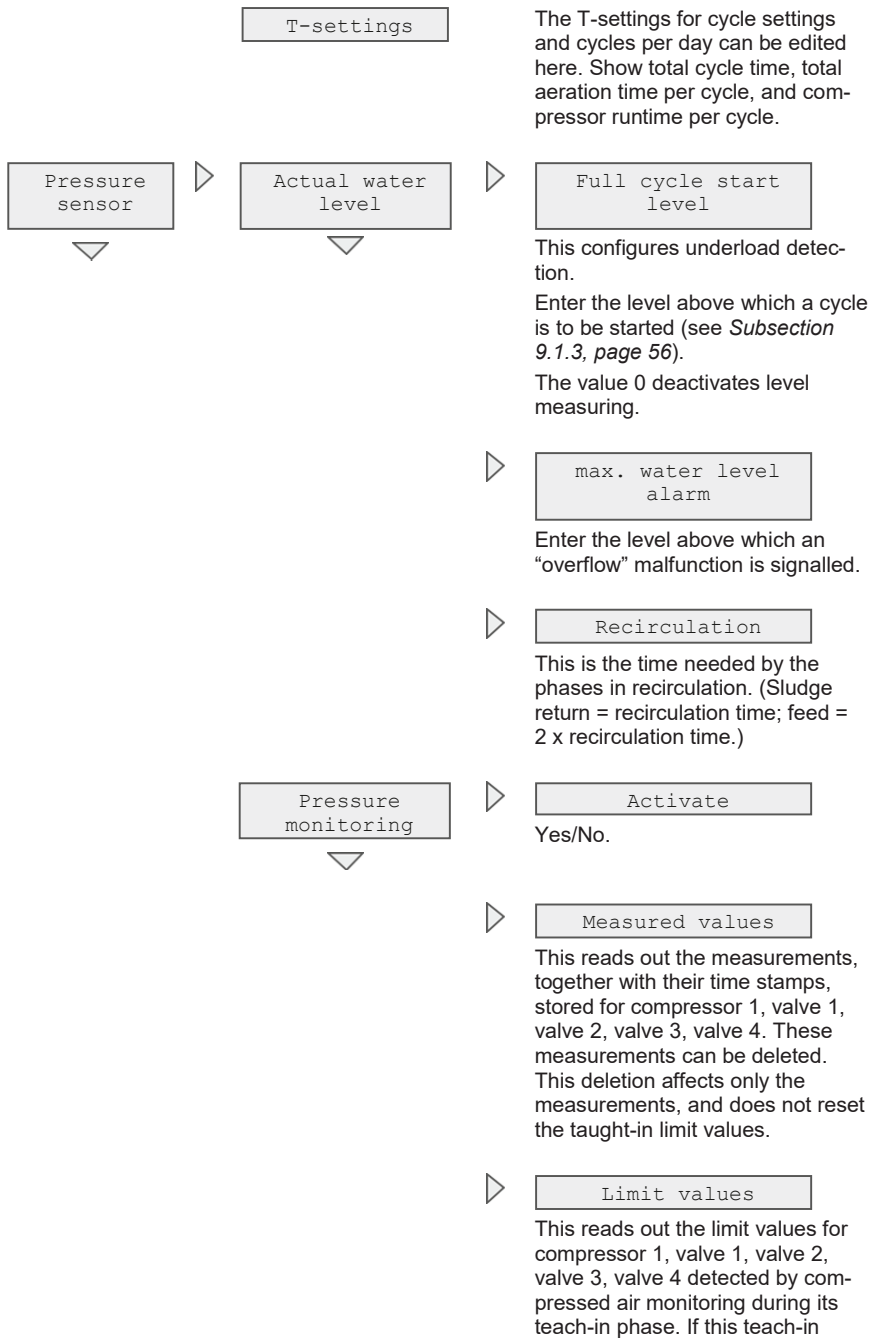 T-settings
The T-settings for cycle settings
and cycles per day can be edited
here. Show total cycle time, total
aeration time per cycle, and com-
pressor runtime per cycle.
Pressure
sensor
Actual water
level
Full cycle start
level
This configures underload detec-
tion.
Enter the level above which a cycle
is to be started (see Subsection
9.1.3, page 56).
The value 0 deactivates level
measuring.
max. water level
alarm
Enter the level above which an
“overflow” malfunction is signalled.
Recirculation
This is the time needed by the
phases in recirculation. (Sludge
return = recirculation time; feed =
2 x recirculation time.)
Pressure
monitoring
Activate
Yes/No.
Measured values
This reads out the measurements,
together with their time stamps,
stored for compressor 1, valve 1,
valve 2, valve 3, valve 4. These
measurements can be deleted.
This deletion affects only the
measurements, and does not reset
the taught-in limit values.
Limit values
This reads out the limit values for
compressor 1, valve 1, valve 2,
valve 3, valve 4 detected by com-
pressed air monitoring during its
teach-in phase. If this teach-in